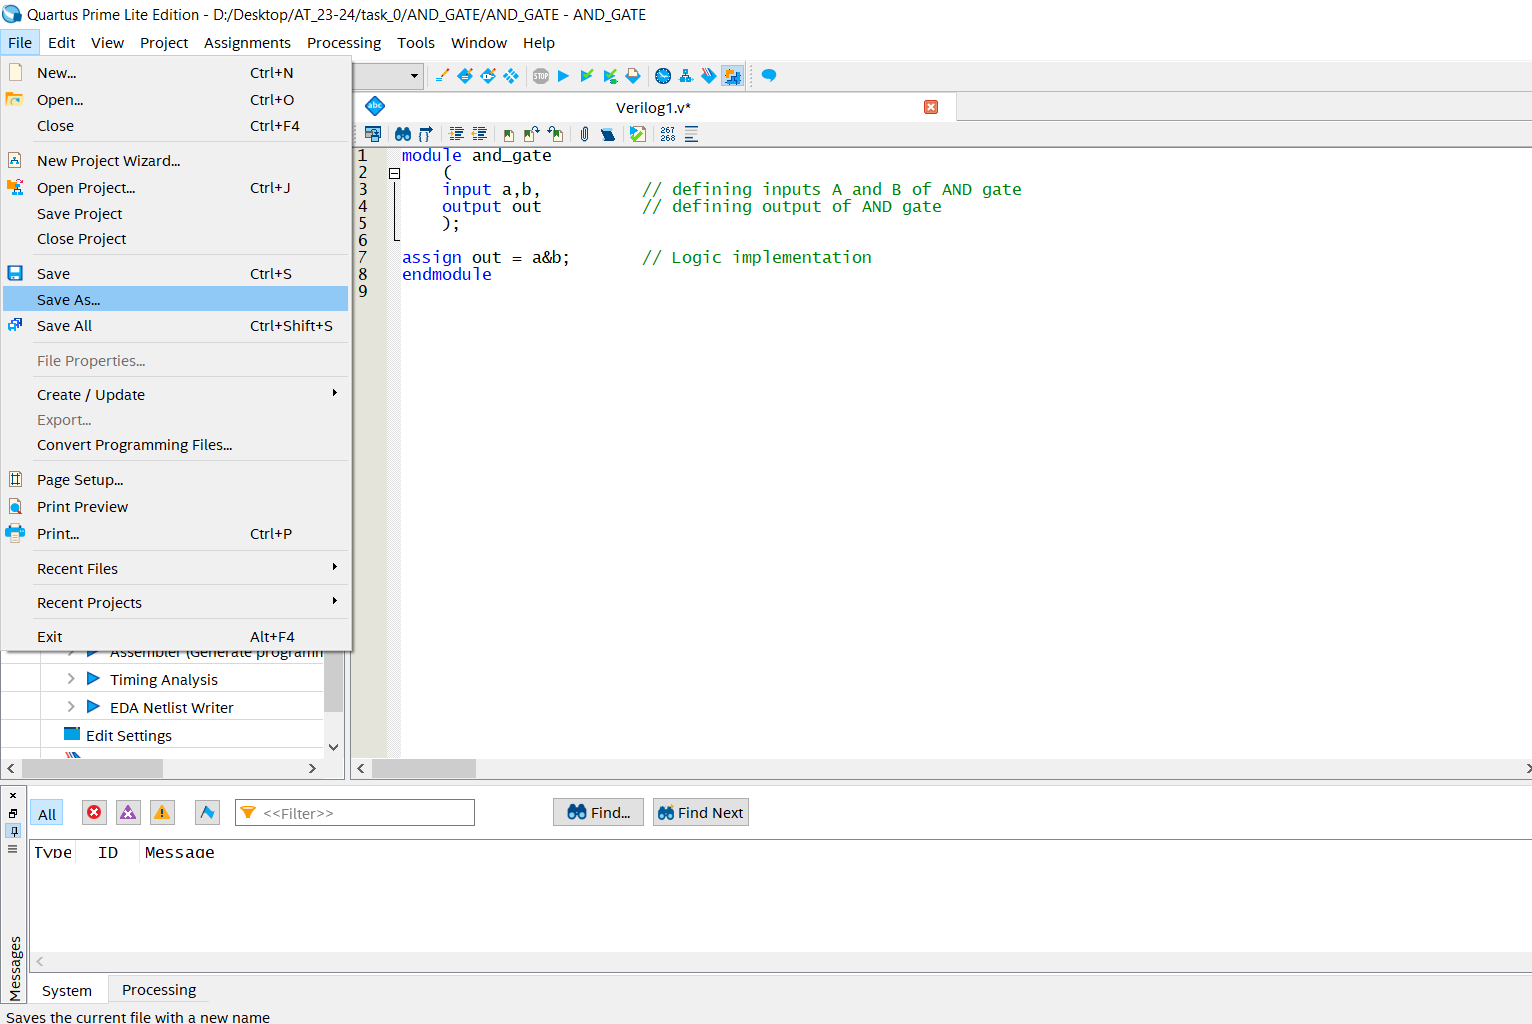 Quartus Prime Lite Edition - D:/Desktop/AT_23-24/task_0/AND_GATE/AND_GATE - AND_GATE
File Edit View Project Assignments Processing Tools Window Help
New... Ctrl+N
Open... Ctrl+O
Close Ctrl+F4
New Project Wizard...
Open Project... Ctrl+J
Save Project
Close Project
Save Ctrl+S
Save As...
Save All Ctrl+Shift+S
File Properties...
Create / Update
Export...
Convert Programming Files...
Page Setup...
Print Preview
Print... Ctrl+P
Recent Files
Recent Projects
Exit Alt+F4
Assembler (Generate programm
Timing Analysis
EDA Netlist Writer
Edit Settings
STOP
abc
Verilog1.v*
267
268
1 module and_gate
2 (
3 input a,b, // defining inputs A and B of AND gate
4 output out // defining output of AND gate
5 );
6
7 assign out = a&b; // Logic implementation
8 endmodule
9
All <<Filter>> Find... Find Next
Type ID Message
Messages
System Processing
Saves the current file with a new name